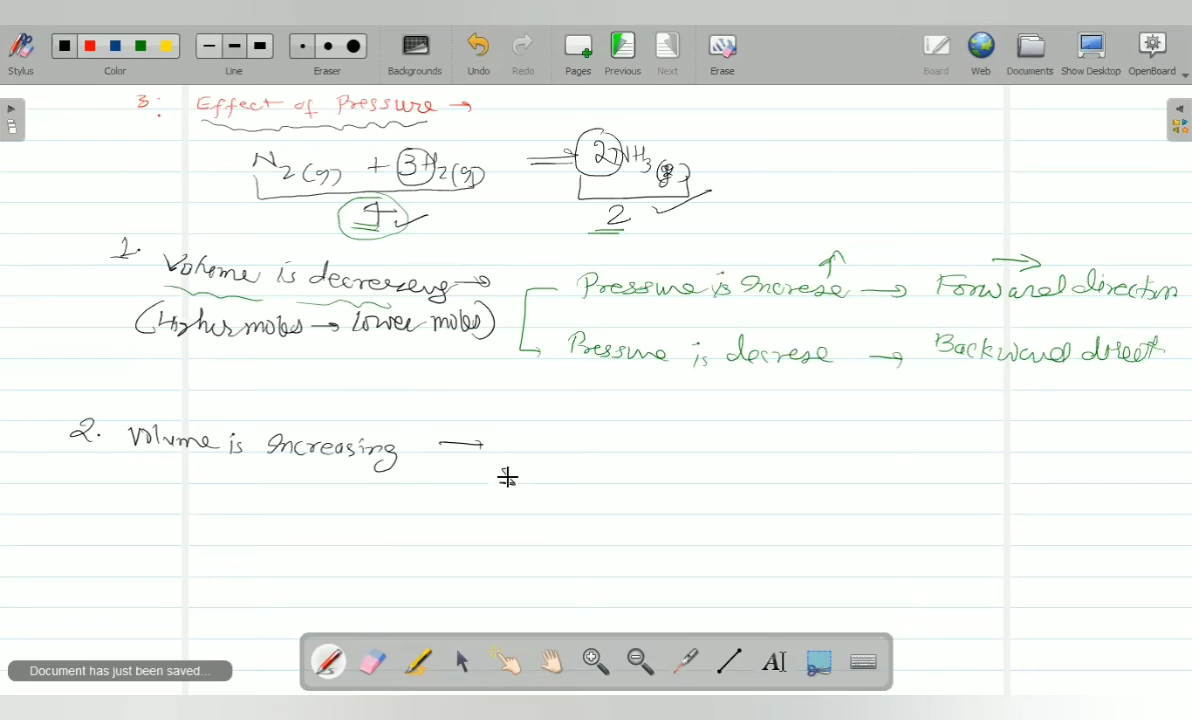 Stylus
Color
Line
Eraser
Backgrounds
Undo
Redo
Pages
Previous
Next
Erase
Board
Web
Documents
Show Desktop
OpenBoard
3: Effect of Pressure →
N2(g) + 3H2(g) ⇌ 2NH3(g)
4 2
1. Volume is decreseng →
(Higher moles → Lower moles)
Pressure is Increse ↑ → Forward direction
Pressure is decrese → Backward direct
2. Volume is Increasing →
Document has just been saved...